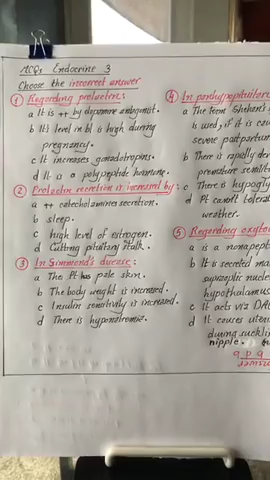 MCQs Endocrine 3
Choose the incorrect answer
① Regarding prolactin:
a It is ++ by dopamine antagonist.
b It's level in bl is high during
pregnancy.
c It increases gonadotropins.
d It is a polypeptide hormone.
② Prolactin secretion is increased by:
a ++ catecholamines secretion.
b sleep.
c high level of estrogen.
d Cutting pituitary stalk.
③ In Simmond's disease:
a The Pt has pale skin.
b The body weight is increased.
c Insulin sensitivity is increased.
d There is hyponatremia.
④ In panhypopituitar
a The term Shehan's
is used, if it is cau
severe postpartum
b There is rapidly de
premature senilit
c There is hypogly
d Pt can't tolerat
weather.
⑤ Regarding oxyto
a is a nonapept
b It is secreted ma
supraoptic nucle
hypothalamus
c It acts via DA
d It causes uter
during suckli
nipple.